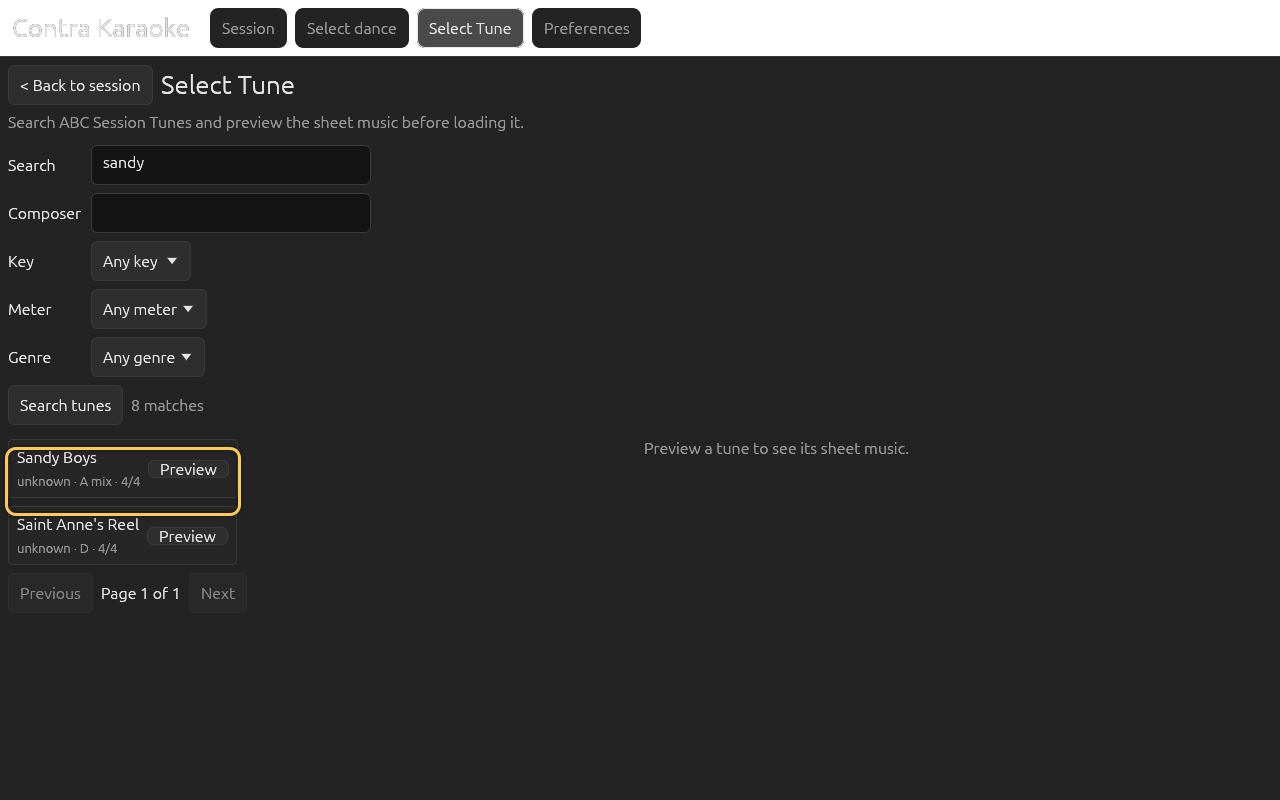 Contra Karaoke Session Select dance Select Tune Preferences
< Back to session Select Tune
Search ABC Session Tunes and preview the sheet music before loading it.
Search sandy
Composer
Key Any key
Meter Any meter
Genre Any genre
Search tunes 8 matches
Sandy Boys
unknown · A mix · 4/4 Preview
Saint Anne's Reel
unknown · D · 4/4 Preview
Previous Page 1 of 1 Next
Preview a tune to see its sheet music.